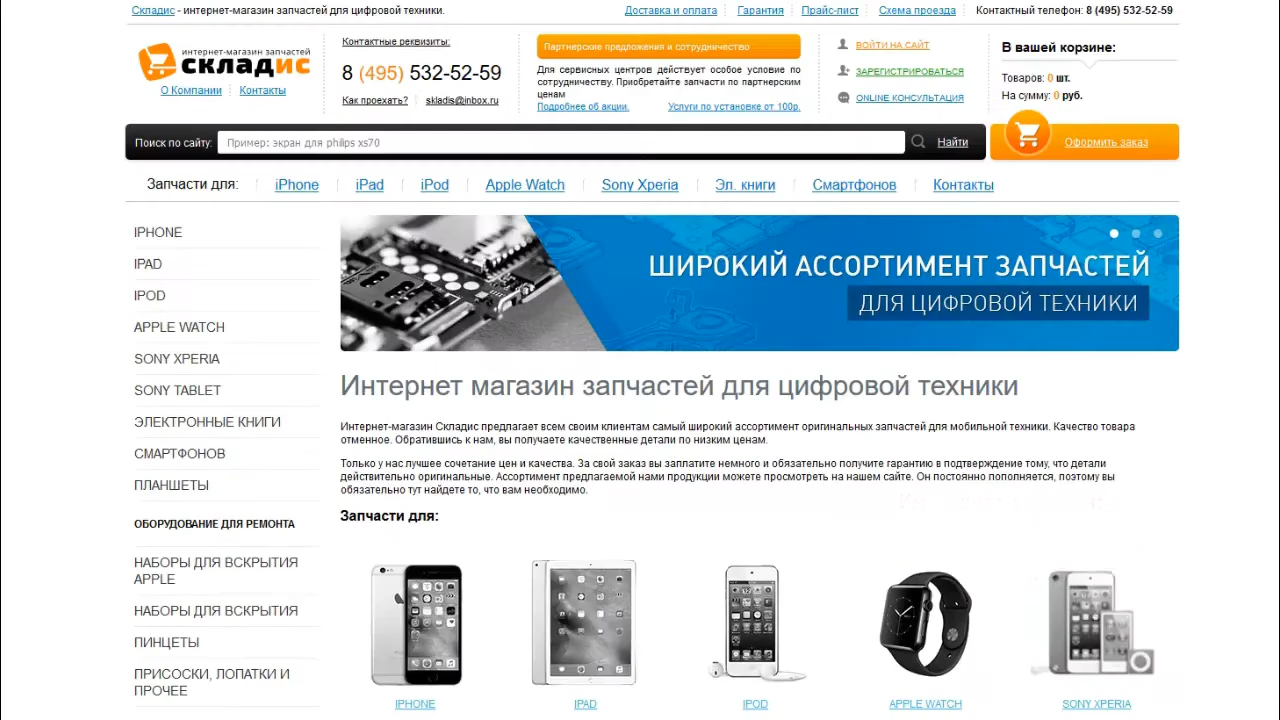 Складис - интернет-магазин запчастей для цифровой техники.
Доставка и оплата
Гарантия
Прайс-лист
Схема проезда
Контактный телефон: 8 (495) 532-52-59
интернет-магазин запчастей
складис
О Компании
Контакты
Контактные реквизиты:
8 (495) 532-52-59
Как проехать?
skladis@inbox.ru
Партнерские предложения и сотрудничество
Для сервисных центров действует особое условие по
сотрудничеству. Приобретайте запчасти по партнерским
ценам
Подробнее об акции.
Услуги по установке от 100р.
ВОЙТИ НА САЙТ
ЗАРЕГИСТРИРОВАТЬСЯ
ONLINE КОНСУЛЬТАЦИЯ
В вашей корзине:
Товаров: 0 шт.
На сумму: 0 руб.
Поиск по сайту:
Пример: экран для philips xs70
Найти
Оформить заказ
Запчасти для:
iPhone
iPad
iPod
Apple Watch
Sony Xperia
Эл. книги
Смартфонов
Контакты
IPHONE
IPAD
IPOD
APPLE WATCH
SONY XPERIA
SONY TABLET
ЭЛЕКТРОННЫЕ КНИГИ
СМАРТФОНОВ
ПЛАНШЕТЫ
ОБОРУДОВАНИЕ ДЛЯ РЕМОНТА
НАБОРЫ ДЛЯ ВСКРЫТИЯ
APPLE
НАБОРЫ ДЛЯ ВСКРЫТИЯ
ПИНЦЕТЫ
ПРИСОСКИ, ЛОПАТКИ И
ПРОЧЕЕ
ШИРОКИЙ АССОРТИМЕНТ ЗАПЧАСТЕЙ
ДЛЯ ЦИФРОВОЙ ТЕХНИКИ
Интернет магазин запчастей для цифровой техники
Интернет-магазин Складис предлагает всем своим клиентам самый широкий ассортимент оригинальных запчастей для мобильной техники. Качество товара
отменное. Обратившись к нам, вы получаете качественные детали по низким ценам.
Только у нас лучшее сочетание цен и качества. За свой заказ вы заплатите немного и обязательно получите гарантию в подтверждение тому, что детали
действительно оригинальные. Ассортимент предлагаемой нами продукции можете просмотреть на нашем сайте. Он постоянно пополняется, поэтому вы
обязательно тут найдете то, что вам необходимо.
Запчасти для:
IPHONE
IPAD
IPOD
APPLE WATCH
SONY XPERIA